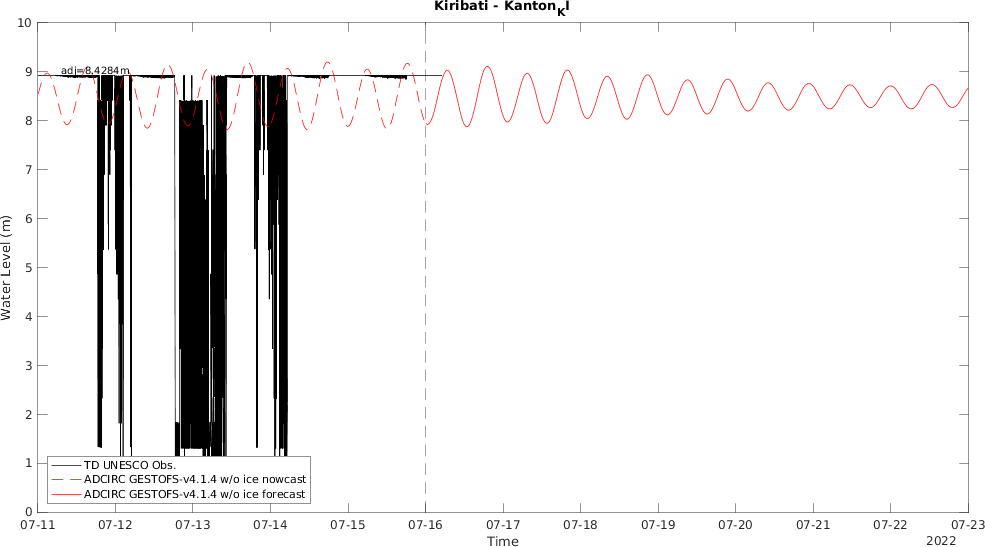 Kiribati - Kanton_KI
10
9
8
7
6
5
4
3
2
1
0
adj=8.4284m
Water Level (m)
TD UNESCO Obs.
ADCIRC GESTOFS-v4.1.4 w/o ice nowcast
ADCIRC GESTOFS-v4.1.4 w/o ice forecast
07-11 07-12 07-13 07-14 07-15 07-16 07-17 07-18 07-19 07-20 07-21 07-22 07-23
Time
2022